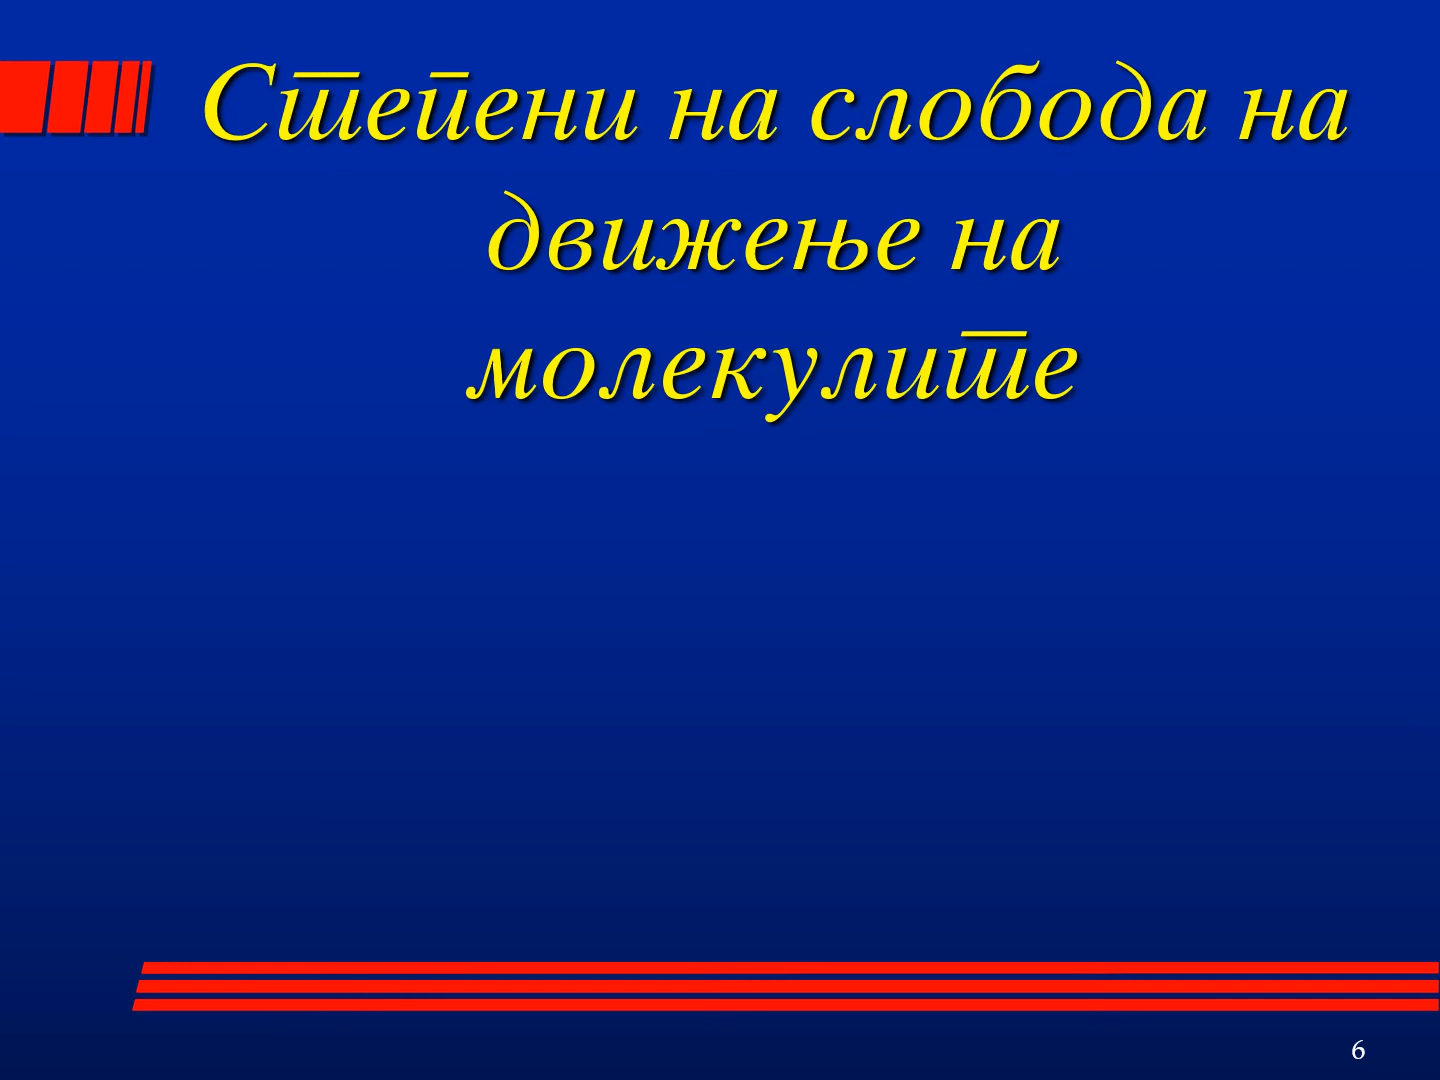 Степени на слобода на
движење на
молекулите
6